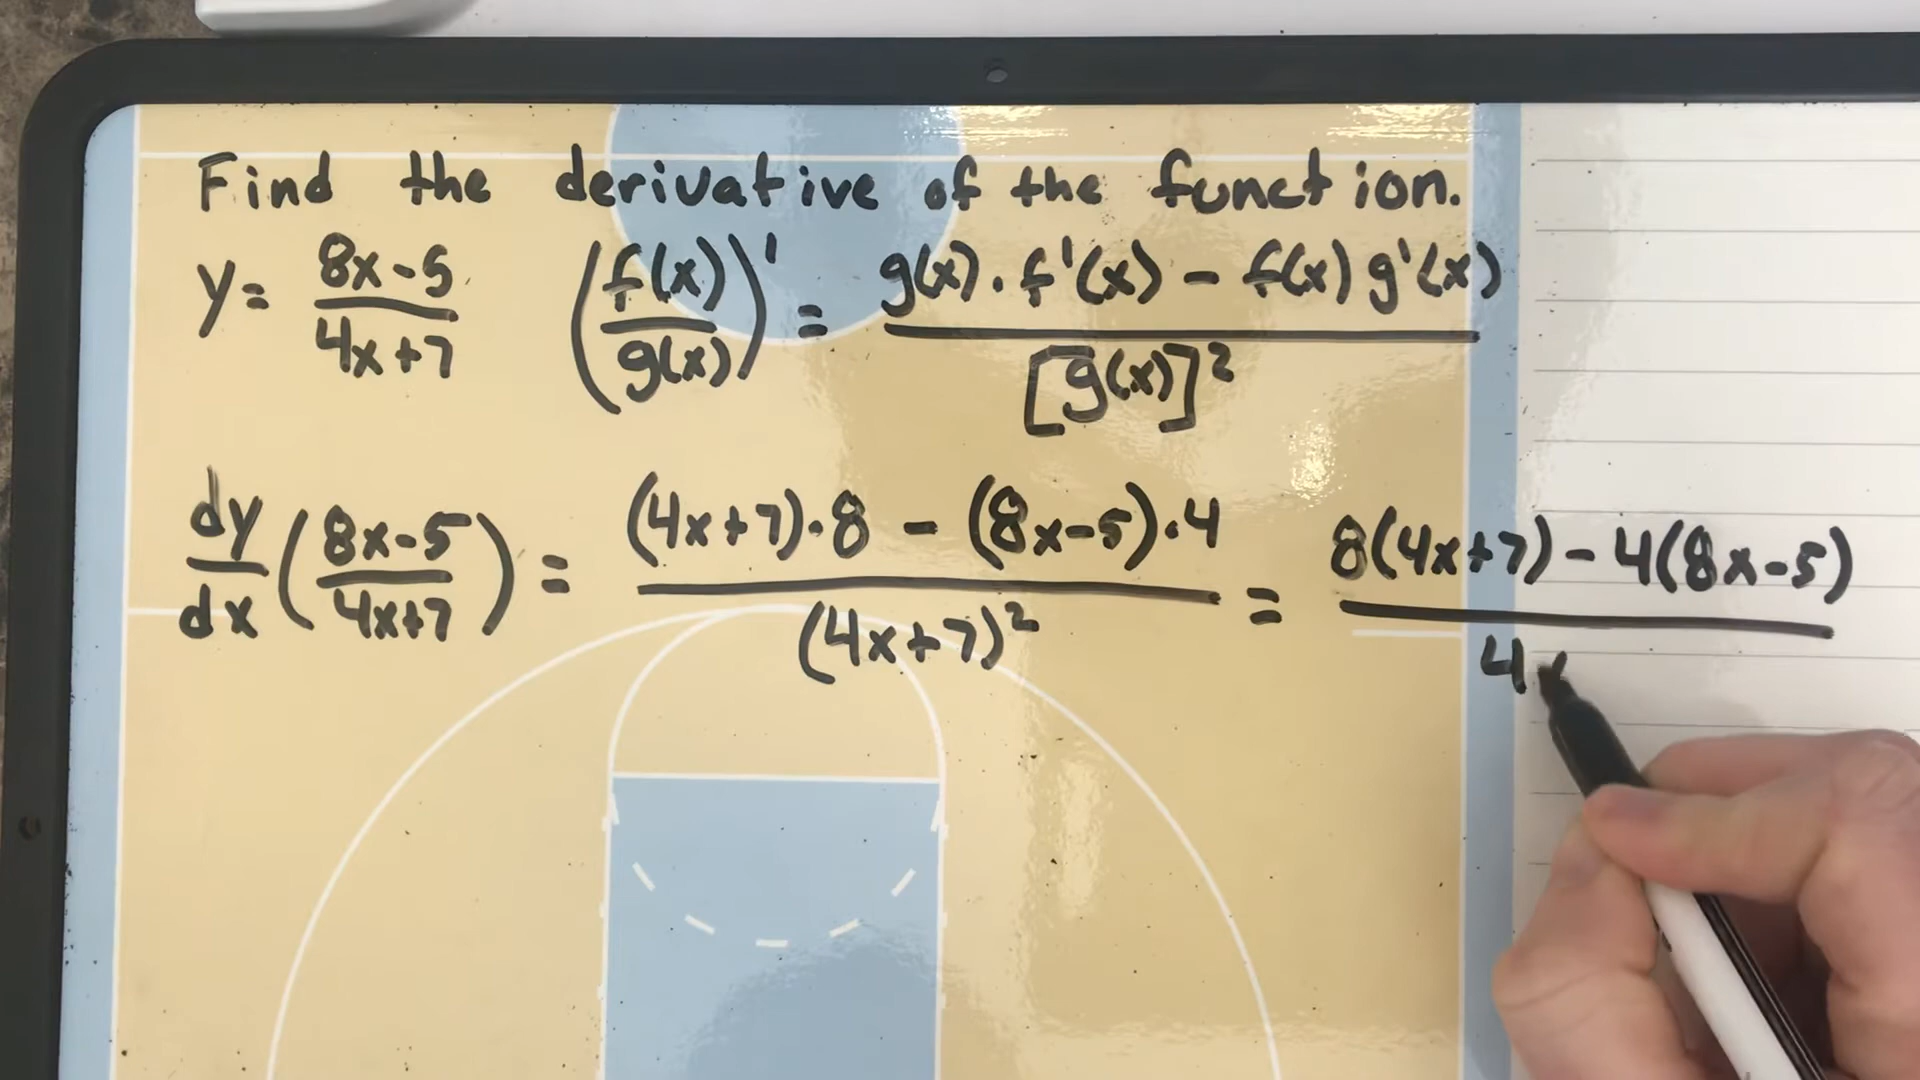 Find the derivative of the function.
y= 8x-5 / 4x+7 (f(x) / g(x))' = g(x)·f'(x) - f(x)g'(x) / [g(x)]²
dy/dx (8x-5 / 4x+7) = (4x+7)·8 - (8x-5)·4 / (4x+7)² = 8(4x+7) - 4(8x-5) / 4